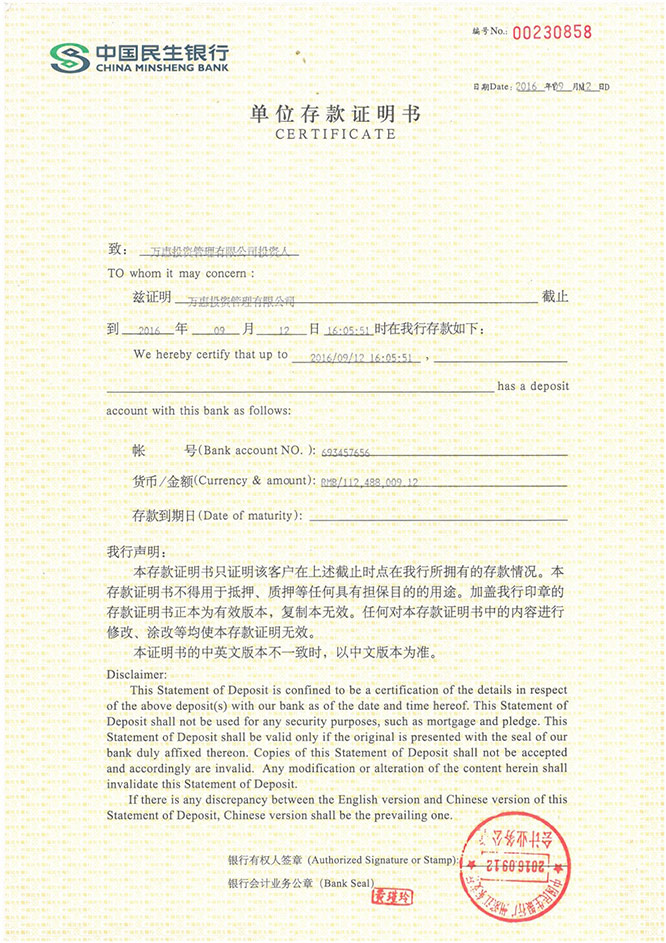 编号No.: 00230858
中国民生银行
CHINA MINSHENG BANK
日期Date: 2016 年 09 月M 12 日D
单位存款证明书
CERTIFICATE
致: 万惠投资管理有限公司投资人
TO whom it may concern :
兹证明 万惠投资管理有限公司 截止
到 2016 年 09 月 12 日 16:05:51 时在我行存款如下:
We hereby certify that up to 2016/09/12 16:05:51 ,
has a deposit
account with this bank as follows:
帐 号(Bank account NO. ): 693457656
货币/金额(Currency & amount): RMB/112,488,009.12
存款到期日(Date of maturity):
我行声明:
本存款证明书只证明该客户在上述截止时点在我行所拥有的存款情况。本
存款证明书不得用于抵押、质押等任何具有担保目的的用途。加盖我行印章的
存款证明书正本为有效版本，复制本无效。任何对本存款证明书中的内容进行
修改、涂改等均使本存款证明无效。
本证明书的中英文版本不一致时，以中文版本为准。
Disclaimer:
This Statement of Deposit is confined to be a certification of the details in respect
of the above deposit(s) with our bank as of the date and time hereof. This Statement of
Deposit shall not be used for any security purposes, such as mortgage and pledge. This
Statement of Deposit shall be valid only if the original is presented with the seal of our
bank duly affixed thereon. Copies of this Statement of Deposit shall not be accepted
and accordingly are invalid. Any modification or alteration of the content herein shall
invalidate this Statement of Deposit.
If there is any discrepancy between the English version and Chinese version of this
Statement of Deposit, Chinese version shall be the prevailing one.
银行有权人签章 (Authorized Signature or Stamp):
银行会计业务公章 (Bank Seal)
中国民生银行广州滨江东支行
2016.09.12
会计业务公章